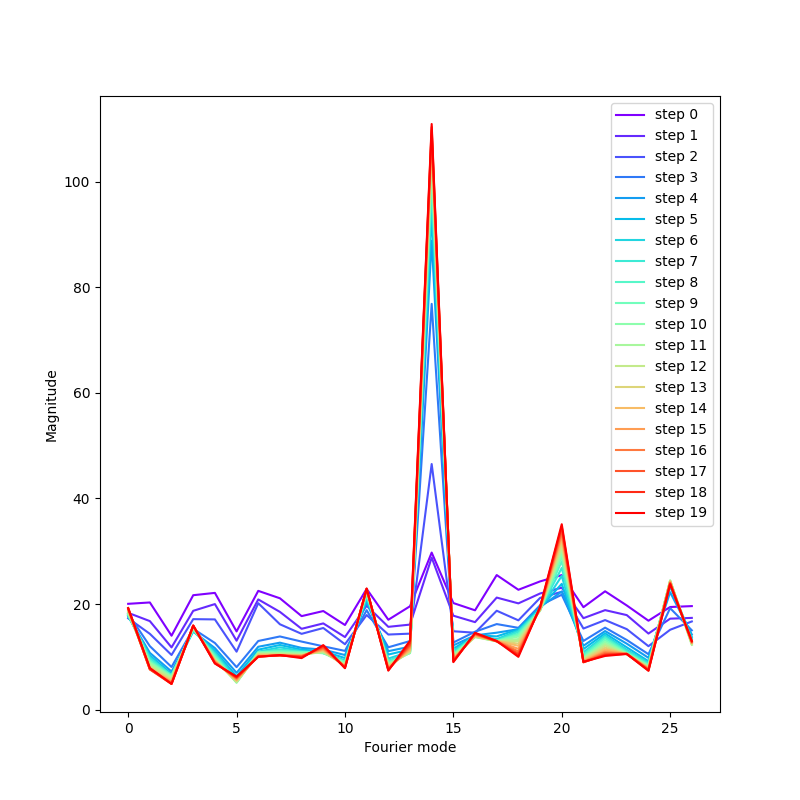 step 0
step 1
step 2
step 3
step 4
step 5
step 6
step 7
step 8
step 9
step 10
step 11
step 12
step 13
step 14
step 15
step 16
step 17
step 18
step 19
100
80
60
40
20
0
Magnitude
0 5 10 15 20 25
Fourier mode